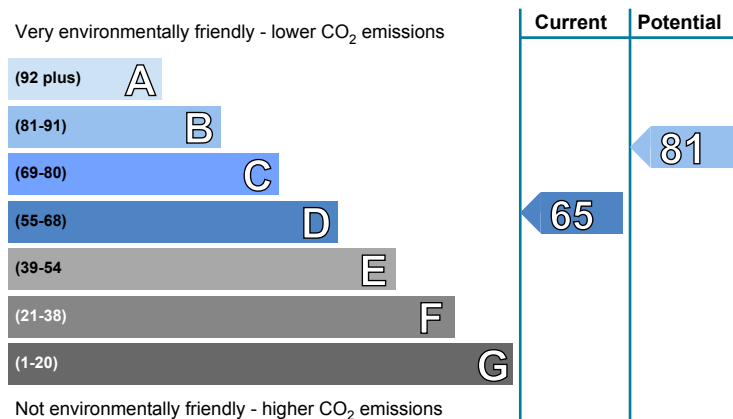 Current Potential
Very environmentally friendly - lower CO2 emissions
(92 plus) A
(81-91) B
81
(69-80) C
(55-68) D
65
(39-54 E
(21-38) F
(1-20) G
Not environmentally friendly - higher CO2 emissions